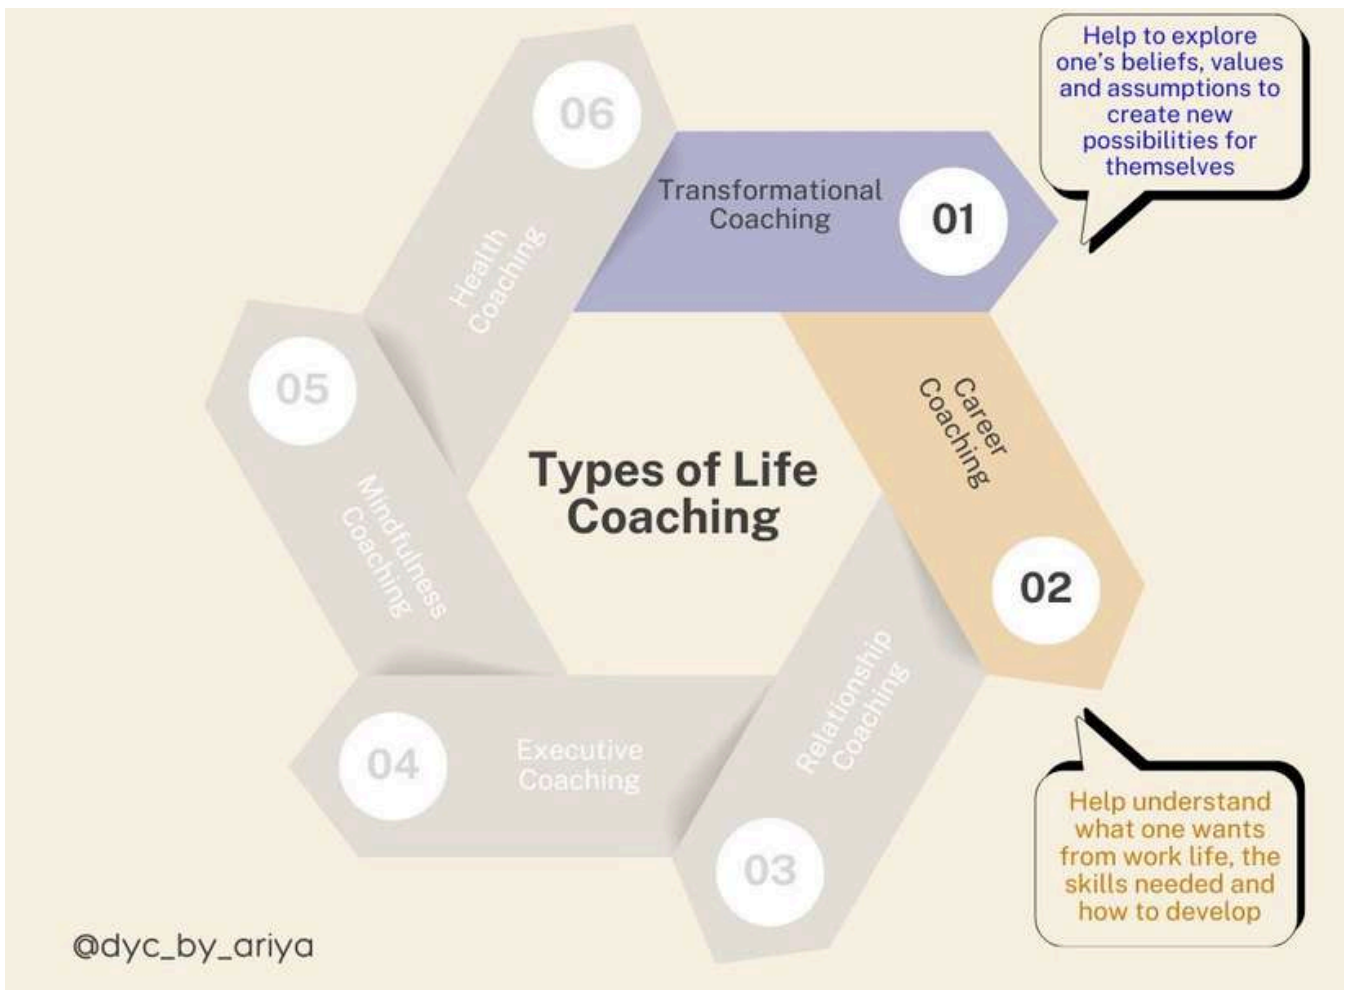 Help to explore
one's beliefs, values
and assumptions to
create new
possibilities for
themselves
06
Transformational
Coaching
01
Health
Coaching
05
Career
Coaching
Types of Life
Coaching
Mindfulness
Coaching
02
Relationship
Coaching
04
Executive
Coaching
03
Help understand
what one wants
from work life, the
skills needed and
how to develop
@dyc_by_ariya